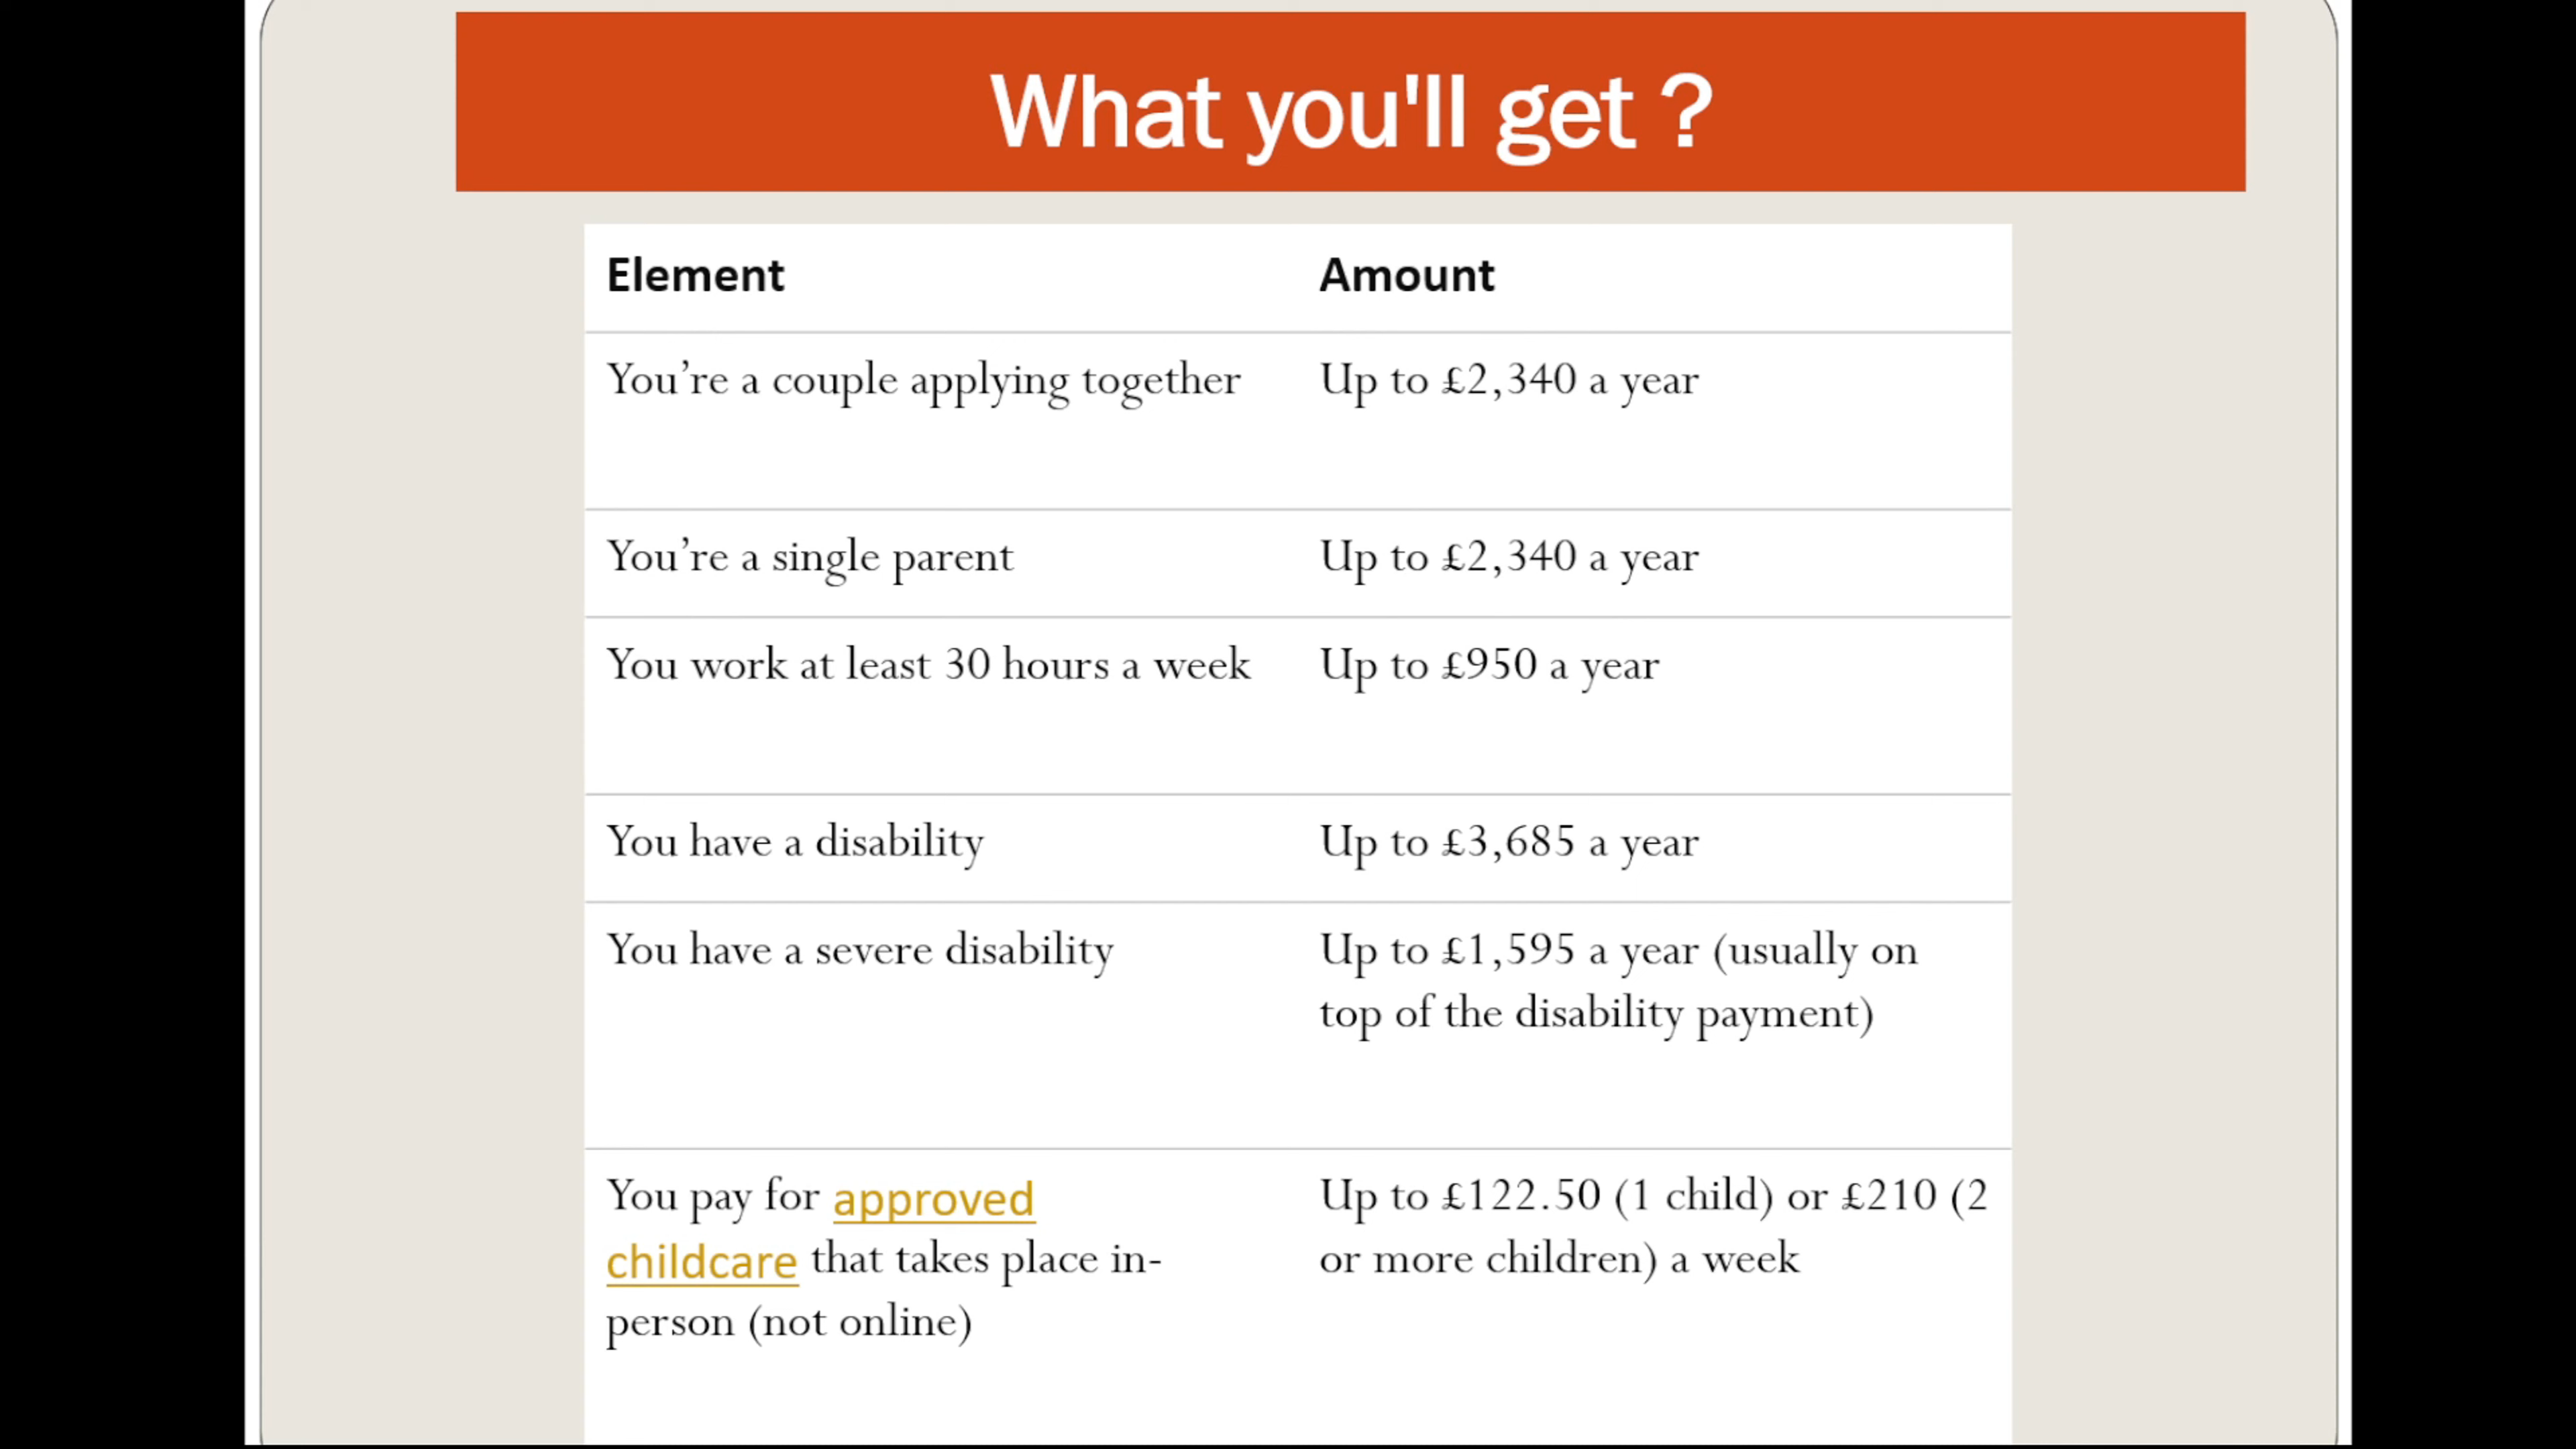 What you'll get ?
Element Amount
You’re a couple applying together Up to £2,340 a year
You’re a single parent Up to £2,340 a year
You work at least 30 hours a week Up to £950 a year
You have a disability Up to £3,685 a year
You have a severe disability Up to £1,595 a year (usually on
top of the disability payment)
You pay for approved Up to £122.50 (1 child) or £210 (2
childcare that takes place in- or more children) a week
person (not online)